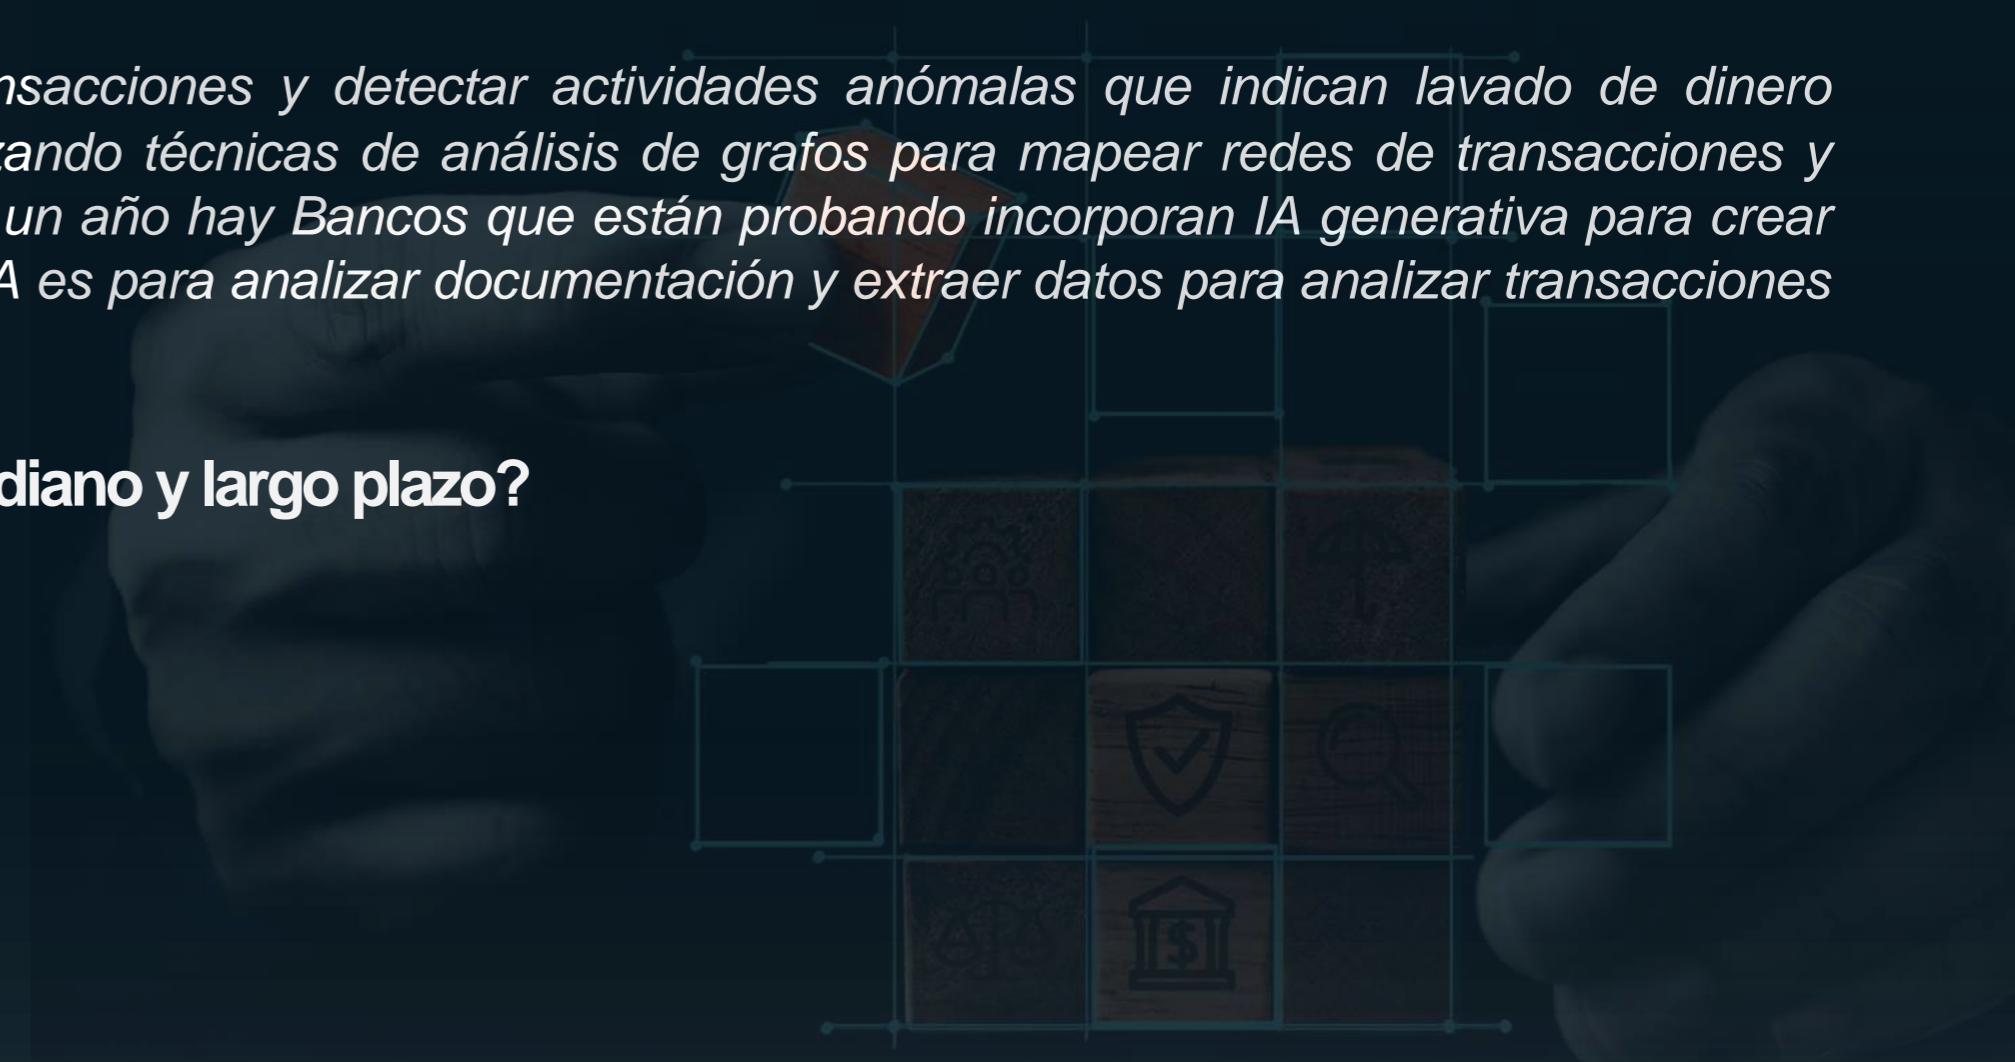 nsacciones y detectar actividades anómalas que indican lavado de dinero
zando técnicas de análisis de grafos para mapear redes de transacciones y
un año hay Bancos que están probando incorporan IA generativa para crear
A es para analizar documentación y extraer datos para analizar transacciones
diano y largo plazo?
$